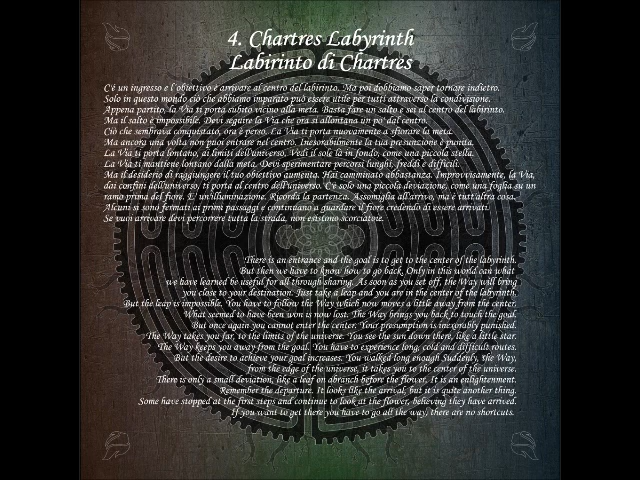 4. Chartres Labyrinth
Labirinto di Chartres
C'é un ingresso e l'obiettivo è arrivare al centro del labirinto. Ma poi dobbiamo saper tornare indietro.
Solo in questo mondo ciò che abbiamo imparato può essere utile per tutti attraverso la condivisione.
Appena partito, la Via ti porta subito vicino alla meta. Basta fare un salto e sei al centro del labirinto.
Ma il salto è impossibile. Devi seguire la Via che ora si allontana un po' dal centro.
Ciò che sembrava conquistato, ora è perso. La Via ti porta nuovamente a sfiorare la meta.
Ma ancora una volta non puoi entrare nel centro. Inesorabilmente la tua presunzione è punita.
La Via ti porta lontano, ai limiti dell'universo. Vedi il sole là in fondo, come una piccola stella.
La Via ti mantiene lontano dalla meta. Devi sperimentare percorsi lunghi, freddi e difficili.
Ma il desiderio di raggiungere il tuo obiettivo aumenta. Hai camminato abbastanza. Improvvisamente, la Via,
dai confini dell'universo, ti porta al centro dell'universo. C'è solo una piccola deviazione, come una foglia su un
ramo prima del fiore. E' un'illuminazione. Ricorda la partenza. Assomiglia all'arrivo, ma è tutt'altra cosa.
Alcuni si sono fermati ai primi passaggi e continuano a guardare il fiore credendo di essere arrivati.
Se vuoi arrivare devi percorrere tutta la strada, non esistono scorciatoie.
There is an entrance and the goal is to get to the center of the labyrinth.
But then we have to know how to go back. Only in this world can what
we have learned be useful for all through sharing. As soon as you set off, the Way will bring
you close to your destination. Just take a leap and you are in the center of the labyrinth.
But the leap is impossible. You have to follow the Way which now moves a little away from the center.
What seemed to have been won is now lost. The Way brings you back to touch the goal.
But once again you cannot enter the center. Your presumption is inexorably punished.
The Way takes you far, to the limits of the universe. You see the sun down there, like a little star.
The Way keeps you away from the goal. You have to experience long, cold and difficult routes.
But the desire to achieve your goal increases. You walked long enough Suddenly, the Way,
from the edge of the universe, it takes you to the center of the universe.
There is only a small deviation, like a leaf on abranch before the flower. It is an enlightenment.
Remember the departure. It looks like the arrival, but it is quite another thing.
Some have stopped at the first steps and continue to look at the flower, believing they have arrived.
If you want to get there you have to go all the way, there are no shortcuts.